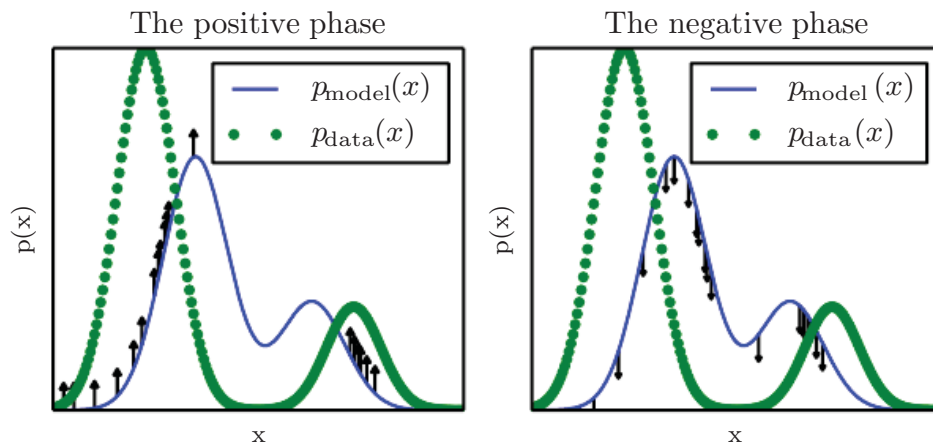 The positive phase
p_model(x)
p_data(x)
p(x)
x
The negative phase
p_model (x)
p_data(x)
p(x)
x